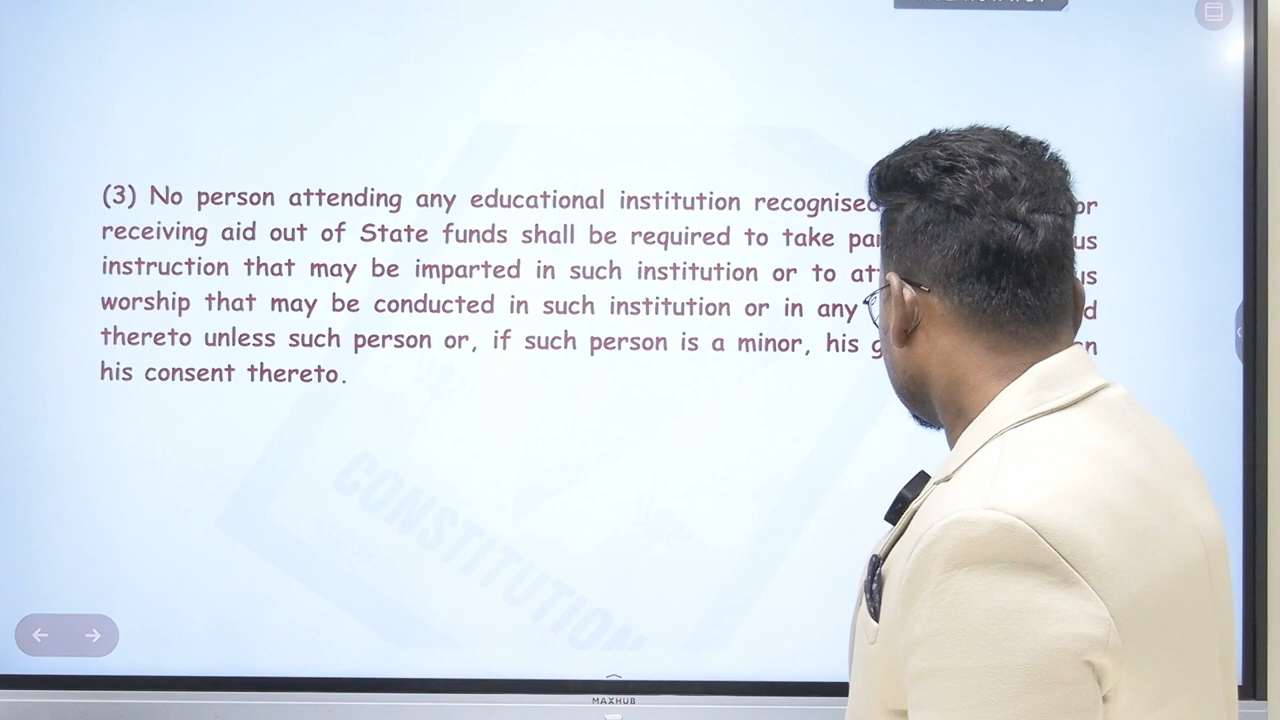 (3) No person attending any educational institution recognised or
receiving aid out of State funds shall be required to take
instruction that may be imparted in such institution or to
worship that may be conducted in such institution or in any
thereto unless such person or, if such person is a minor, his
his consent thereto.
CONSTITUTION
MAXHUB